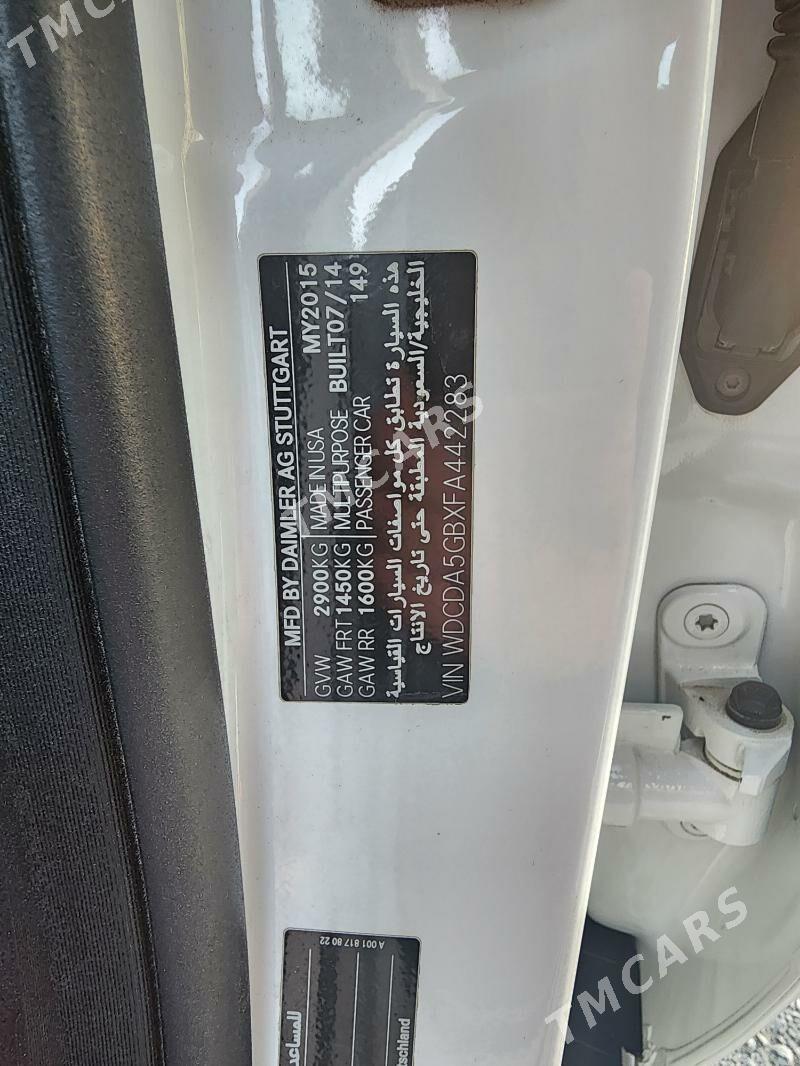 MFD BY DAIMLER AG STUTTGART
GVW 2900KG MADE IN USA MY2015
GAW FRT 1450KG MULTIPURPOSE BUILT07/14
GAW RR 1600KG PASSENGER CAR 149
هذه السيارة تطابق كل مواصفات السيارات القياسية
الخليجية/السعودية المطبقة حتى تاريخ الانتاج
VIN WDCDA5GBXFA442283
A 001 817 80 22
TMCARS
TMCARS
TMCARS